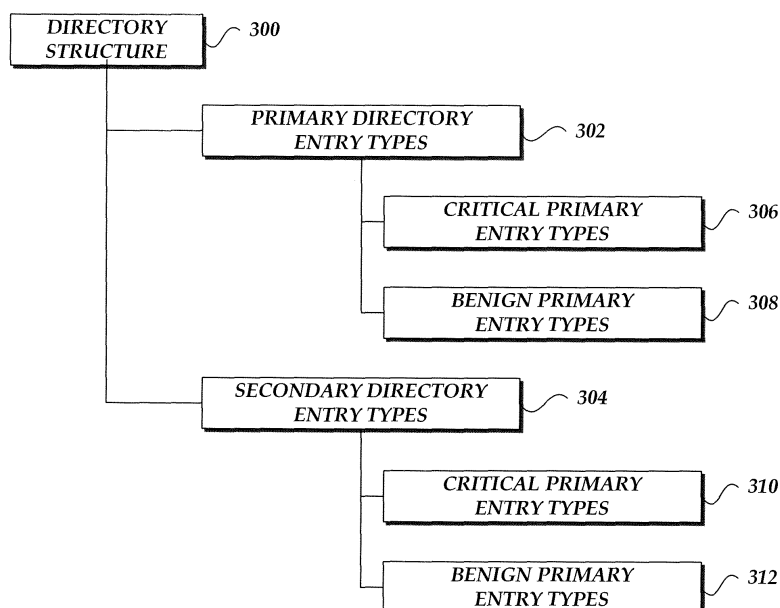 DIRECTORY
STRUCTURE
300
PRIMARY DIRECTORY
ENTRY TYPES
302
CRITICAL PRIMARY
ENTRY TYPES
306
BENIGN PRIMARY
ENTRY TYPES
308
SECONDARY DIRECTORY
ENTRY TYPES
304
CRITICAL PRIMARY
ENTRY TYPES
310
BENIGN PRIMARY
ENTRY TYPES
312